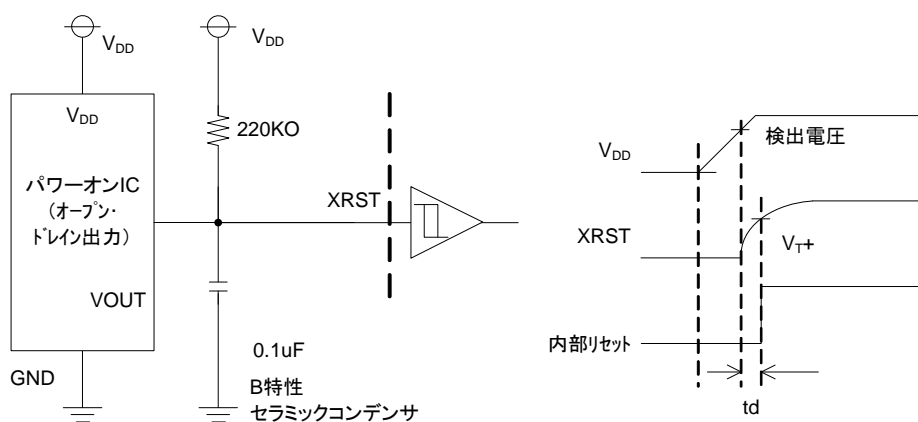 VDD
VDD
VDD
パワーオンIC
(オープン・
ドレイン出力)
VOUT
GND
220KO
XRST
0.1uF
B特性
セラミックコンデンサ
VDD
検出電圧
XRST
VT+
内部リセット
td